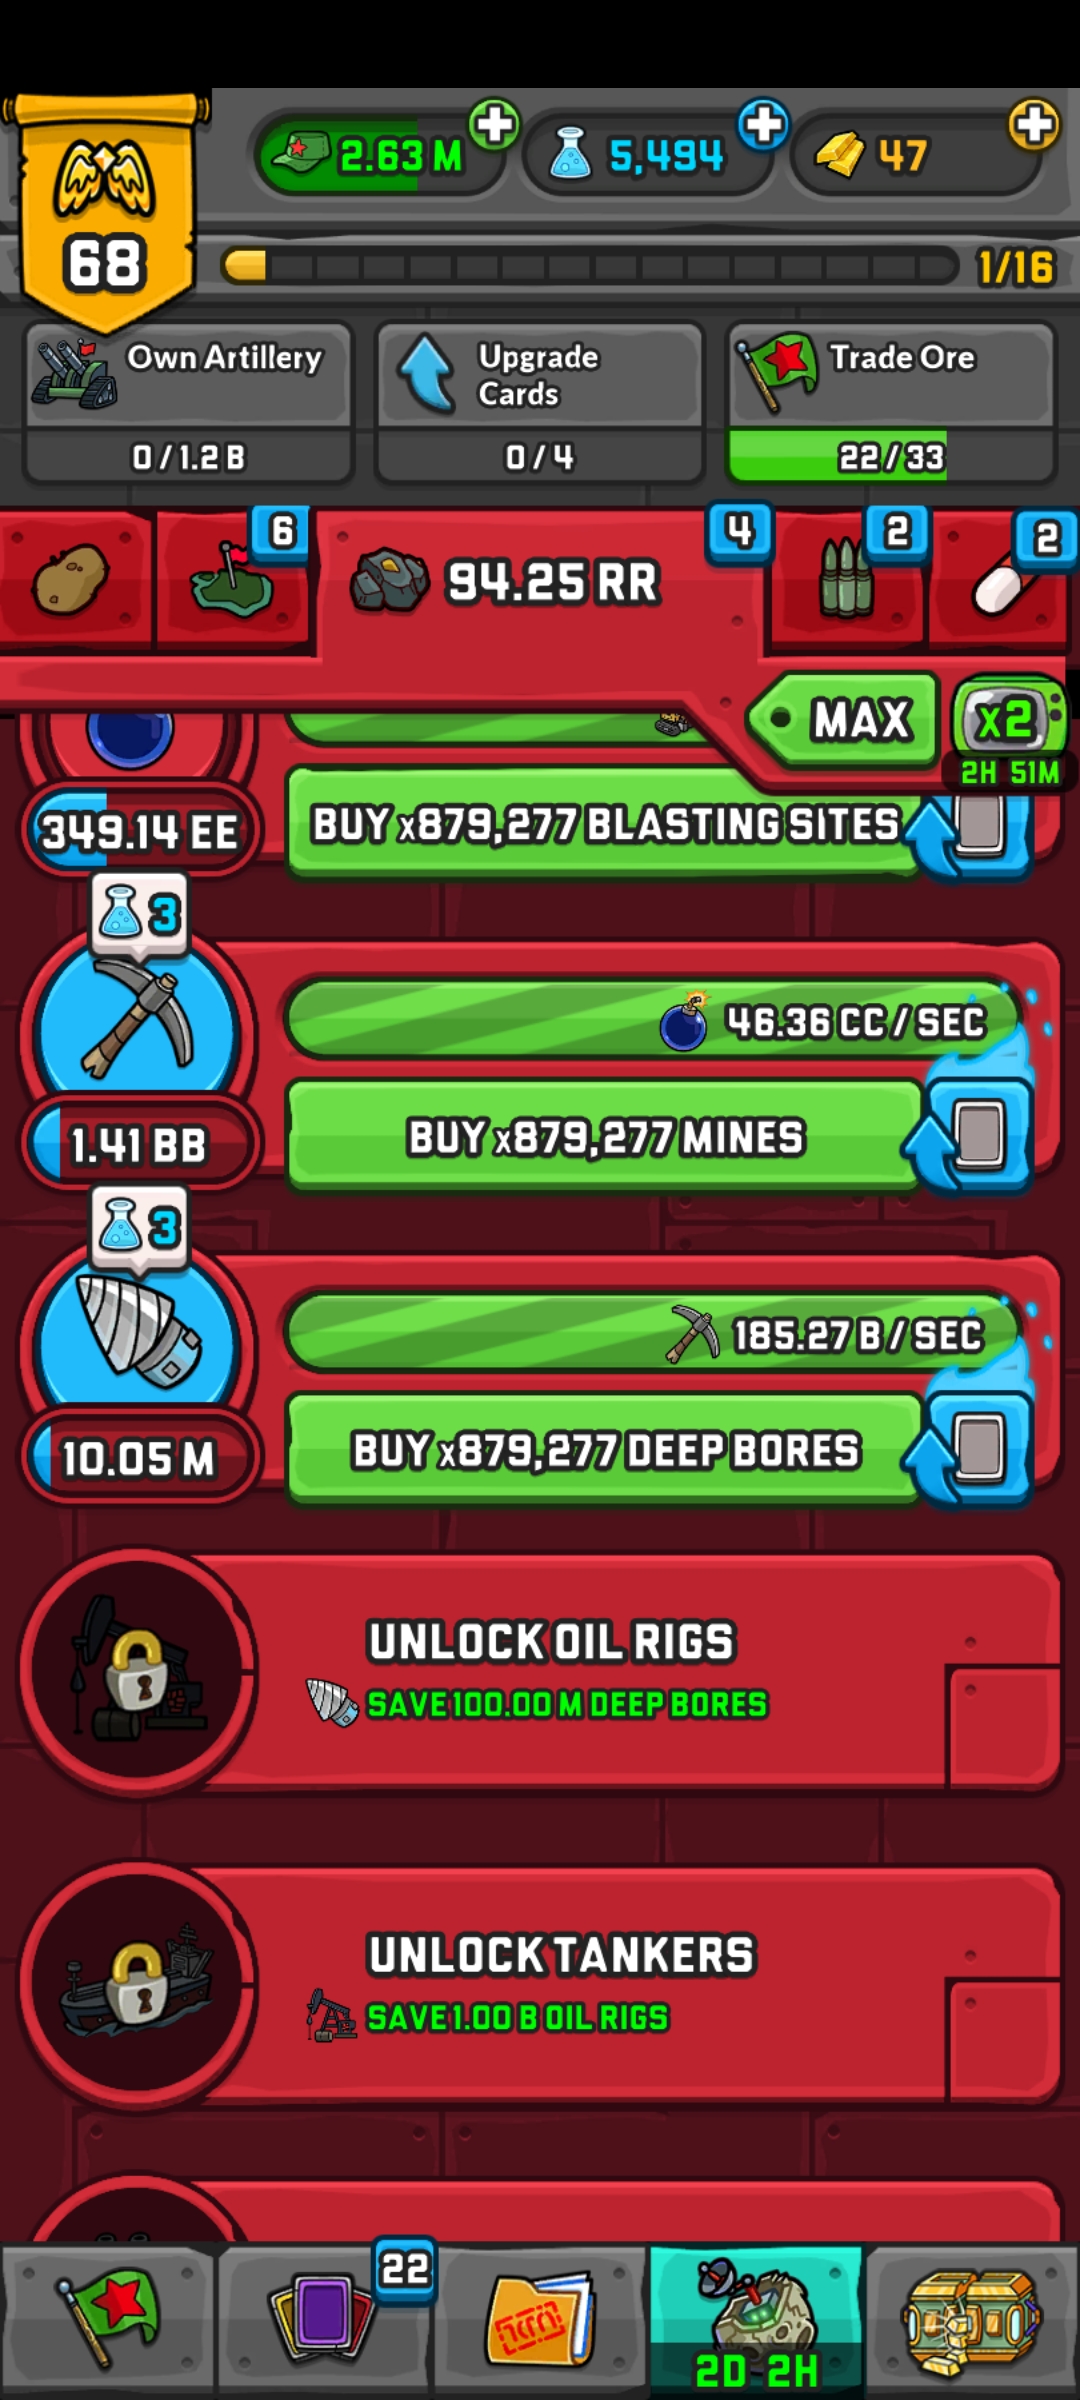 2.63 M
5,494
47
68
1/16
Own Artillery
0 / 1.2 B
Upgrade
Cards
0 / 4
Trade Ore
22 / 33
6
94.25 RR
4
2
2
MAX
x2
2H 51M
349.14 EE
BUY x879,277 BLASTING SITES
3
46.36 CC / SEC
1.41 BB
BUY x879,277 MINES
3
185.27 B / SEC
10.05 M
BUY x879,277 DEEP BORES
UNLOCK OIL RIGS
SAVE 100.00 M DEEP BORES
UNLOCK TANKERS
SAVE 1.00 B OIL RIGS
22
2D 2H